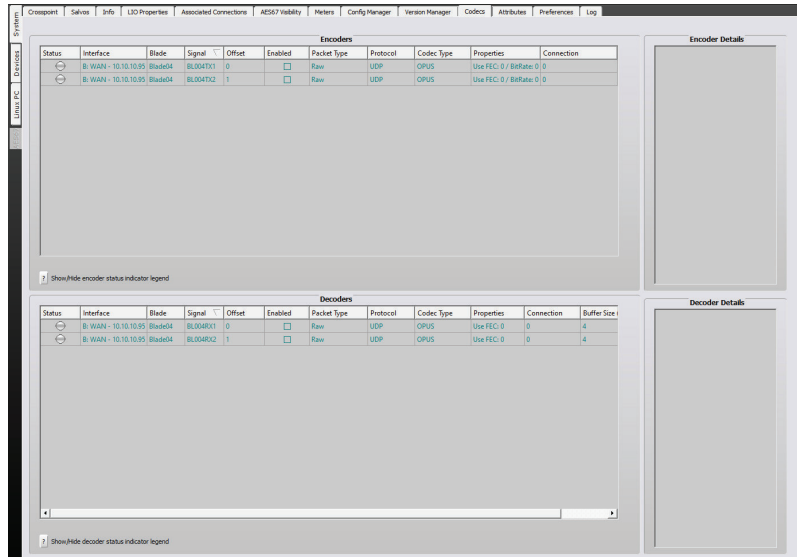 Crosspoint Salvos Info LIO Properties Associated Connections AES67 Visibility Meters Config Manager Version Manager Codecs Attributes Preferences Log
System
Devices
Linux PC
Encoders
Status Interface Blade Signal Offset Enabled Packet Type Protocol Codec Type Properties Connection
B: WAN - 10.10.10.95 Blade04 BL004TX1 0 Raw UDP OPUS Use FEC: 0 / BitRate: 0 0
B: WAN - 10.10.10.95 Blade04 BL004TX2 1 Raw UDP OPUS Use FEC: 0 / BitRate: 0 0
? Show/Hide encoder status indicator legend
Encoder Details
Decoders
Status Interface Blade Signal Offset Enabled Packet Type Protocol Codec Type Properties Connection Buffer Size
B: WAN - 10.10.10.95 Blade04 BL004RX1 0 Raw UDP OPUS Use FEC: 0 0 4
B: WAN - 10.10.10.95 Blade04 BL004RX2 1 Raw UDP OPUS Use FEC: 0 0 4
? Show/Hide decoder status indicator legend
Decoder Details